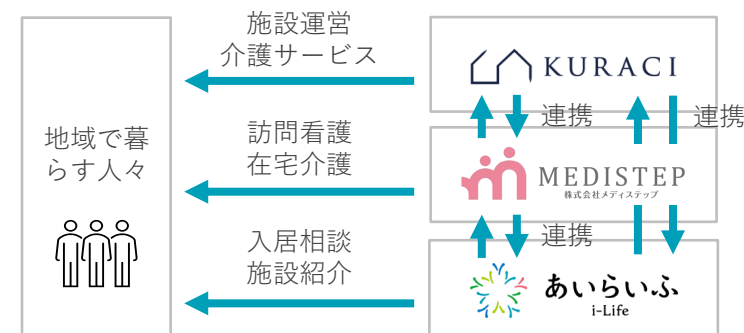 地域で暮
らす人々
施設運営
介護サービス
KURACI
連携
連携
訪問看護
在宅介護
MEDISTEP
株式会社メディステップ
連携
入居相談
施設紹介
あいらいふ
i-Life